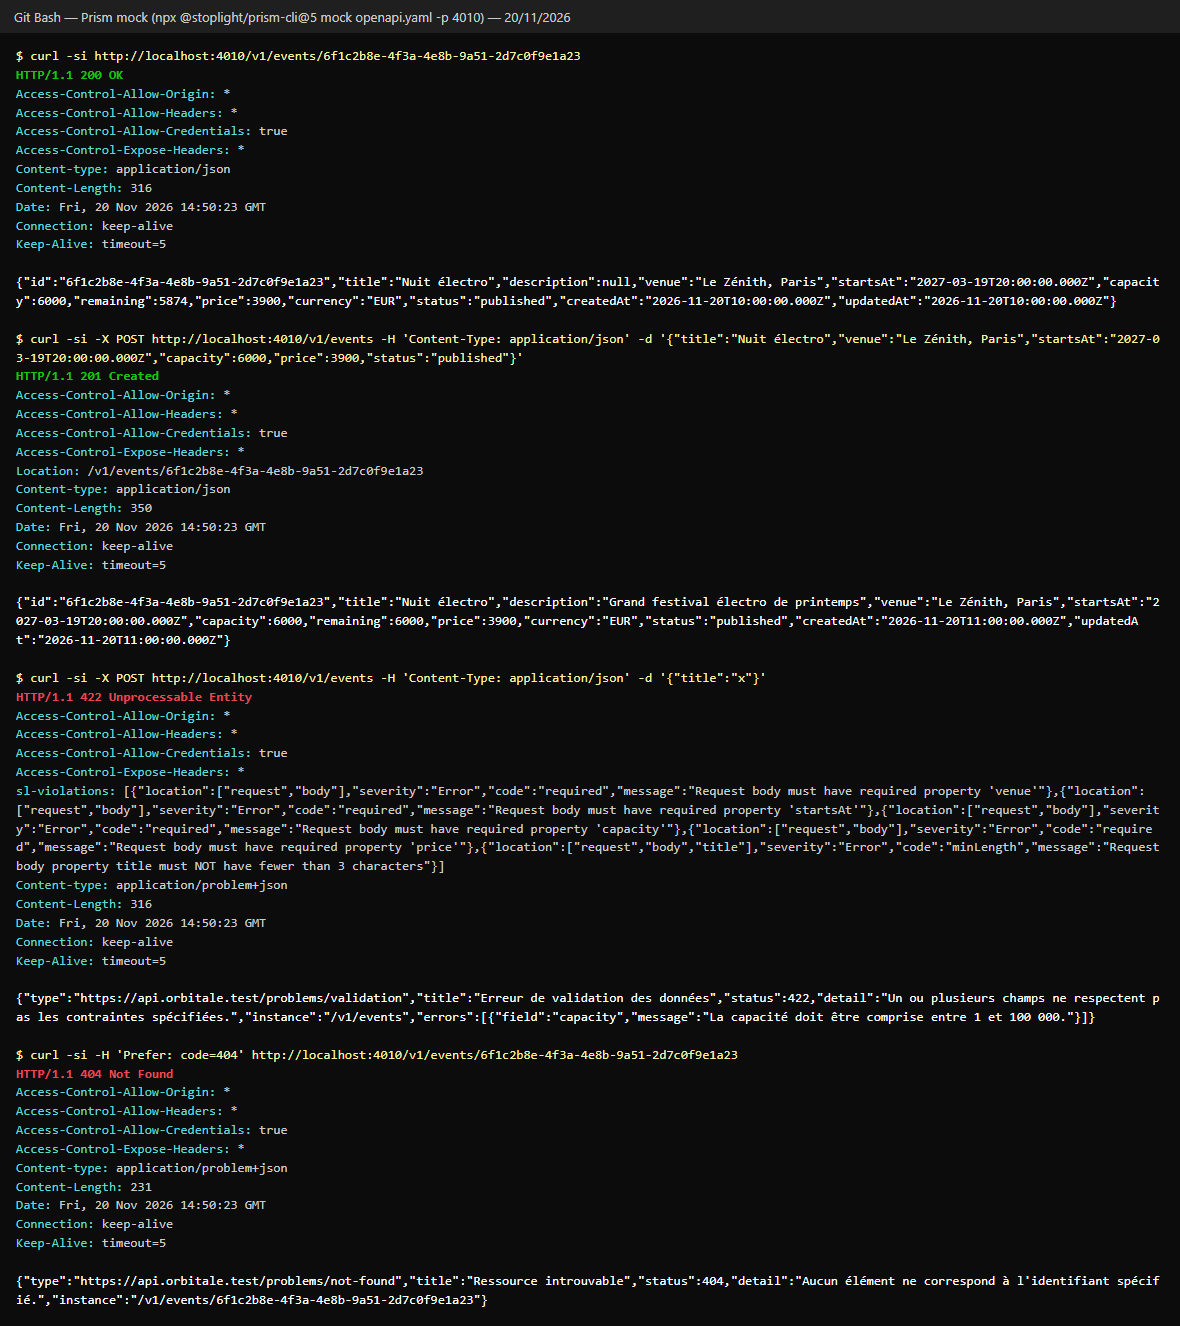 Git Bash — Prism mock (npx @stoplight/prism-cli@5 mock openapi.yaml -p 4010) — 20/11/2026
$ curl -si http://localhost:4010/v1/events/6f1c2b8e-4f3a-4e8b-9a51-2d7c0f9e1a23
HTTP/1.1 200 OK
Access-Control-Allow-Origin: *
Access-Control-Allow-Headers: *
Access-Control-Allow-Credentials: true
Access-Control-Expose-Headers: *
Content-type: application/json
Content-Length: 316
Date: Fri, 20 Nov 2026 14:50:23 GMT
Connection: keep-alive
Keep-Alive: timeout=5
{"id":"6f1c2b8e-4f3a-4e8b-9a51-2d7c0f9e1a23","title":"Nuit électro","description":null,"venue":"Le Zénith, Paris","startsAt":"2027-03-19T20:00:00.000Z","capacit
y":6000,"remaining":5874,"price":3900,"currency":"EUR","status":"published","createdAt":"2026-11-20T10:00:00.000Z","updatedAt":"2026-11-20T10:00:00.000Z"}
$ curl -si -X POST http://localhost:4010/v1/events -H 'Content-Type: application/json' -d '{"title":"Nuit électro","venue":"Le Zénith, Paris","startsAt":"2027-0
3-19T20:00:00.000Z","capacity":6000,"price":3900,"status":"published"}'
HTTP/1.1 201 Created
Access-Control-Allow-Origin: *
Access-Control-Allow-Headers: *
Access-Control-Allow-Credentials: true
Access-Control-Expose-Headers: *
Location: /v1/events/6f1c2b8e-4f3a-4e8b-9a51-2d7c0f9e1a23
Content-type: application/json
Content-Length: 350
Date: Fri, 20 Nov 2026 14:50:23 GMT
Connection: keep-alive
Keep-Alive: timeout=5
{"id":"6f1c2b8e-4f3a-4e8b-9a51-2d7c0f9e1a23","title":"Nuit électro","description":"Grand festival électro de printemps","venue":"Le Zénith, Paris","startsAt":"2
027-03-19T20:00:00.000Z","capacity":6000,"remaining":6000,"price":3900,"currency":"EUR","status":"published","createdAt":"2026-11-20T11:00:00.000Z","updatedA
t":"2026-11-20T11:00:00.000Z"}
$ curl -si -X POST http://localhost:4010/v1/events -H 'Content-Type: application/json' -d '{"title":"x"}'
HTTP/1.1 422 Unprocessable Entity
Access-Control-Allow-Origin: *
Access-Control-Allow-Headers: *
Access-Control-Allow-Credentials: true
Access-Control-Expose-Headers: *
sl-violations: [{"location":["request","body"],"severity":"Error","code":"required","message":"Request body must have required property 'venue'"},{"location":
["request","body"],"severity":"Error","code":"required","message":"Request body must have required property 'startsAt'"},{"location":["request","body"],"severit
y":"Error","code":"required","message":"Request body must have required property 'capacity'"},{"location":["request","body"],"severity":"Error","code":"require
d","message":"Request body must have required property 'price'"},{"location":["request","body","title"],"severity":"Error","code":"minLength","message":"Request
body property title must NOT have fewer than 3 characters"}]
Content-type: application/problem+json
Content-Length: 316
Date: Fri, 20 Nov 2026 14:50:23 GMT
Connection: keep-alive
Keep-Alive: timeout=5
{"type":"https://api.orbitale.test/problems/validation","title":"Erreur de validation des données","status":422,"detail":"Un ou plusieurs champs ne respectent p
as les contraintes spécifiées.","instance":"/v1/events","errors":[{"field":"capacity","message":"La capacité doit être comprise entre 1 et 100 000."}]}
$ curl -si -H 'Prefer: code=404' http://localhost:4010/v1/events/6f1c2b8e-4f3a-4e8b-9a51-2d7c0f9e1a23
HTTP/1.1 404 Not Found
Access-Control-Allow-Origin: *
Access-Control-Allow-Headers: *
Access-Control-Allow-Credentials: true
Access-Control-Expose-Headers: *
Content-type: application/problem+json
Content-Length: 231
Date: Fri, 20 Nov 2026 14:50:23 GMT
Connection: keep-alive
Keep-Alive: timeout=5
{"type":"https://api.orbitale.test/problems/not-found","title":"Ressource introuvable","status":404,"detail":"Aucun élément ne correspond à l'identifiant spécif
ié.","instance":"/v1/events/6f1c2b8e-4f3a-4e8b-9a51-2d7c0f9e1a23"}